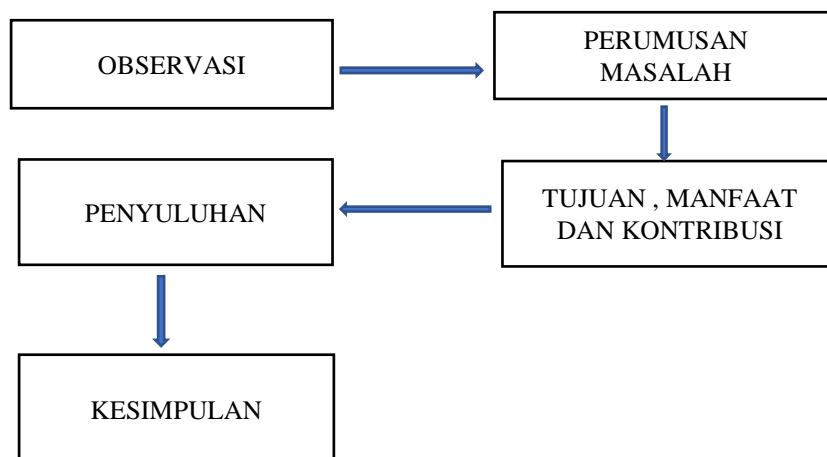 OBSERVASI
PERUMUSAN
MASALAH
TUJUAN , MANFAAT
DAN KONTRIBUSI
PENYULUHAN
KESIMPULAN